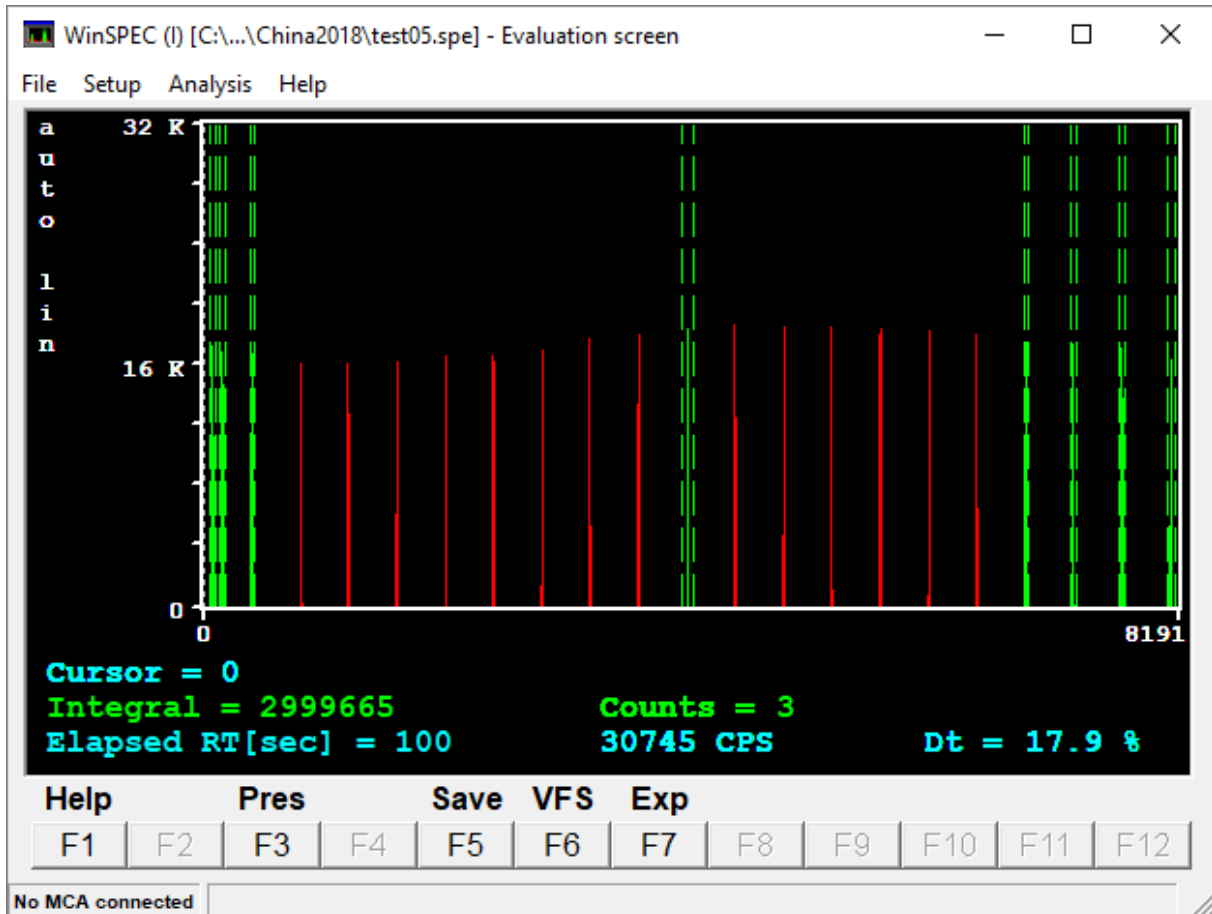 WinSPEC (I) [C:\...\China2018\test05.spe] - Evaluation screen
File Setup Analysis Help
auto lin
32 K
16 K
0
0 8191
Cursor = 0
Integral = 2999665 Counts = 3
Elapsed RT[sec] = 100 30745 CPS Dt = 17.9 %
Help Pres Save VFS Exp
F1 F2 F3 F4 F5 F6 F7 F8 F9 F10 F11 F12
No MCA connected